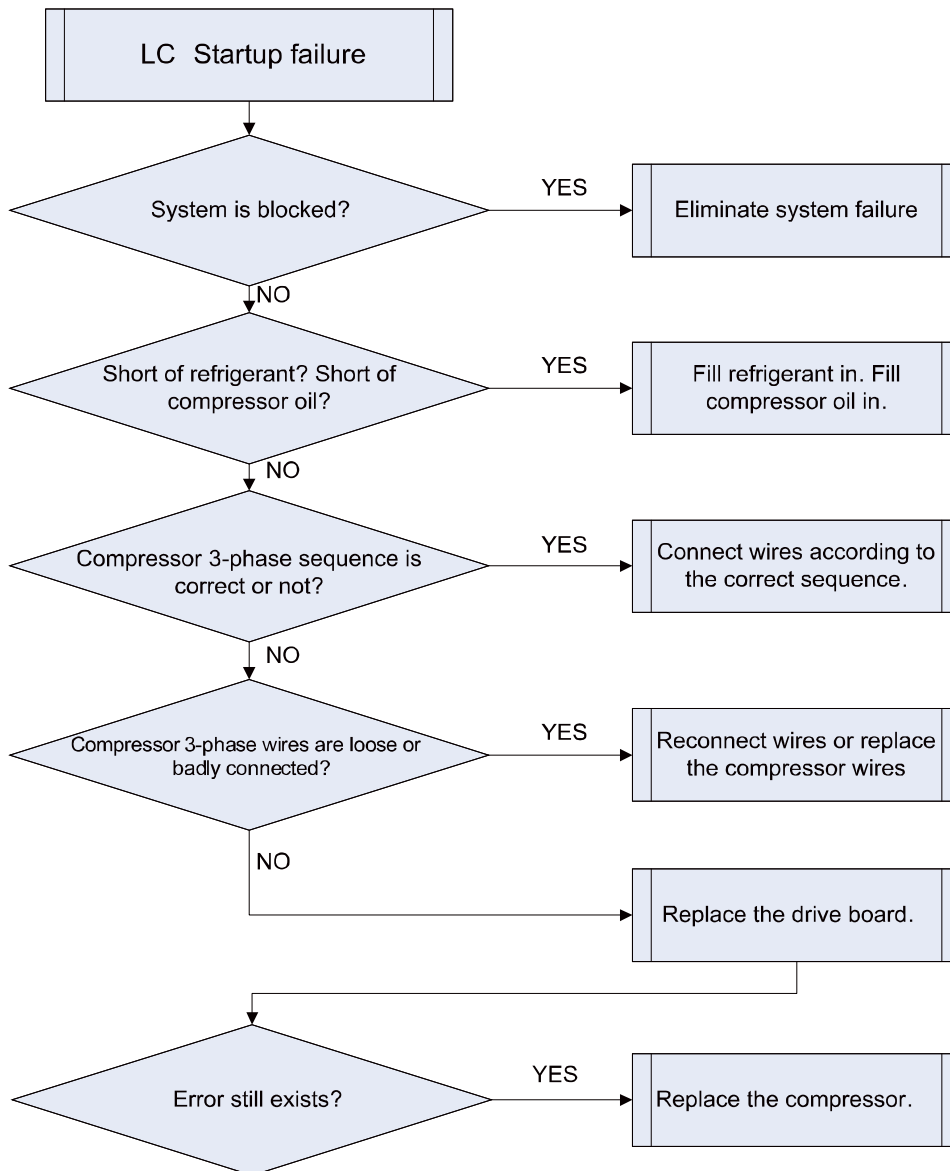 LC Startup failure
System is blocked?
YES
Eliminate system failure
NO
Short of refrigerant? Short of
compressor oil?
YES
Fill refrigerant in. Fill
compressor oil in.
NO
Compressor 3-phase sequence is
correct or not?
YES
Connect wires according to
the correct sequence.
NO
Compressor 3-phase wires are loose or
badly connected?
YES
Reconnect wires or replace
the compressor wires
NO
Replace the drive board.
Error still exists?
YES
Replace the compressor.